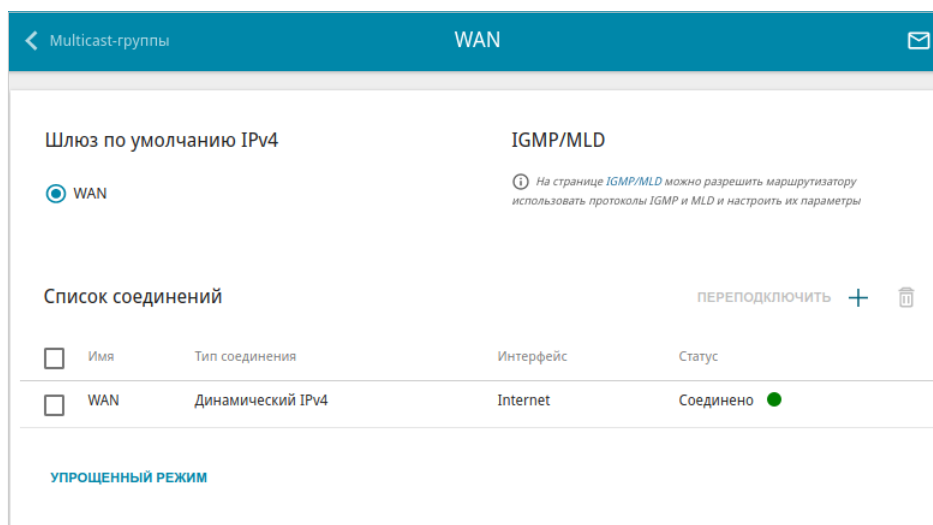 Multicast-группы
WAN
Шлюз по умолчанию IPv4
WAN
IGMP/MLD
На странице IGMP/MLD можно разрешить маршрутизатору
использовать протоколы IGMP и MLD и настроить их параметры
Список соединений
ПЕРЕПОДКЛЮЧИТЬ
Имя Тип соединения Интерфейс Статус
WAN Динамический IPv4 Internet Соединено
УПРОЩЕННЫЙ РЕЖИМ